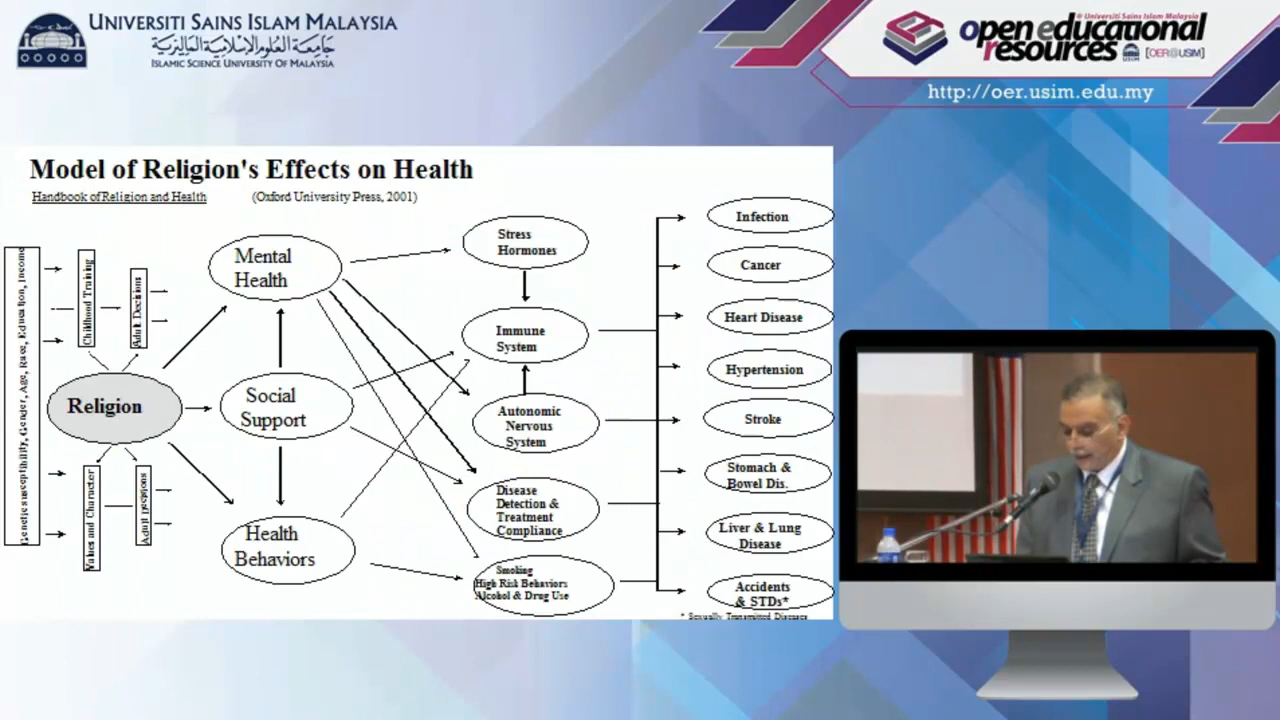 UNIVERSITI SAINS ISLAM MALAYSIA
جامعة العلوم الإسلامية الماليزية
ISLAMIC SCIENCE UNIVERSITY OF MALAYSIA
@ Universiti Sains Islam Malaysia
open educational
resources
USIM
[OER@USIM]
http://oer.usim.edu.my
Model of Religion's Effects on Health
Handbook of Religion and Health (Oxford University Press, 2001)
Genetic susceptibility, Gender, Age, Race, Education, Income
Childhood Training
Adult Decisions
Religion
Values and Character
Adult Decisions
Mental
Health
Social
Support
Health
Behaviors
Stress
Hormones
Immune
System
Autonomic
Nervous
System
Disease
Detection &
Treatment
Compliance
Smoking
High Risk Behaviors
Alcohol & Drug Use
Infection
Cancer
Heart Disease
Hypertension
Stroke
Stomach &
Bowel Dis.
Liver & Lung
Disease
Accidents
& STDs*
* Sexually Transmitted Disease